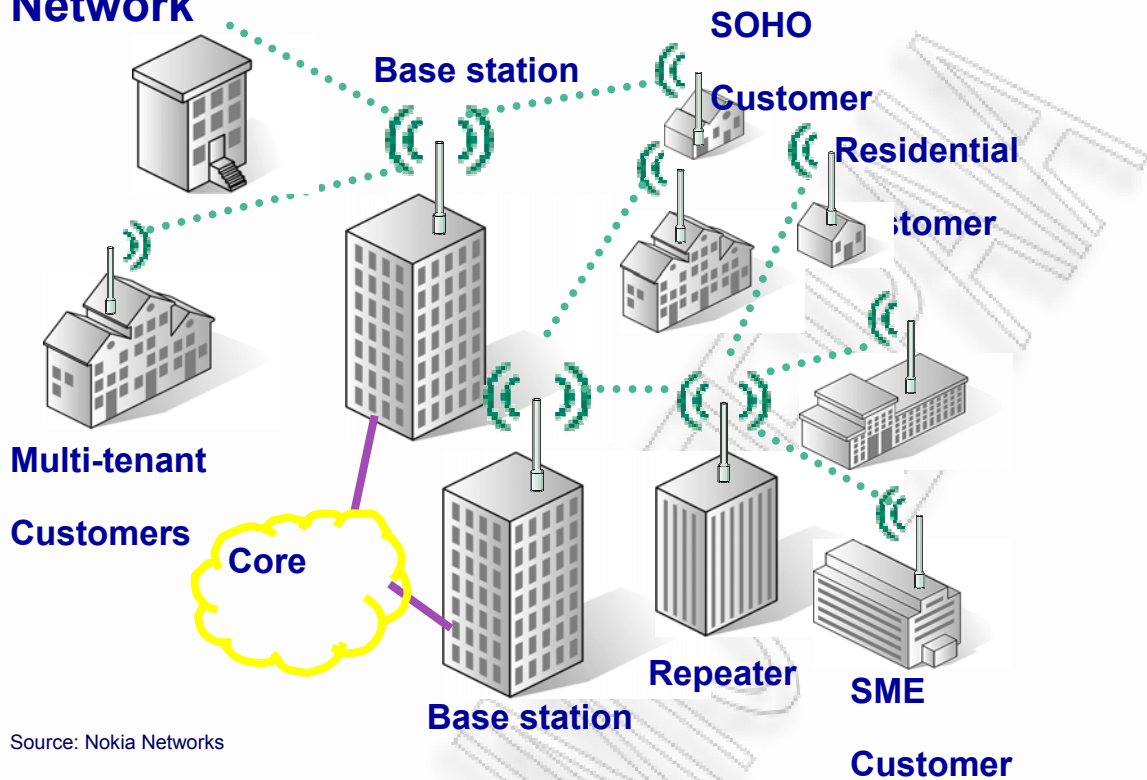 Network
SOHO
Customer
Base station
Residential
stomer
Multi-tenant
Customers
Core
Repeater
SME
Customer
Base station
Source: Nokia Networks